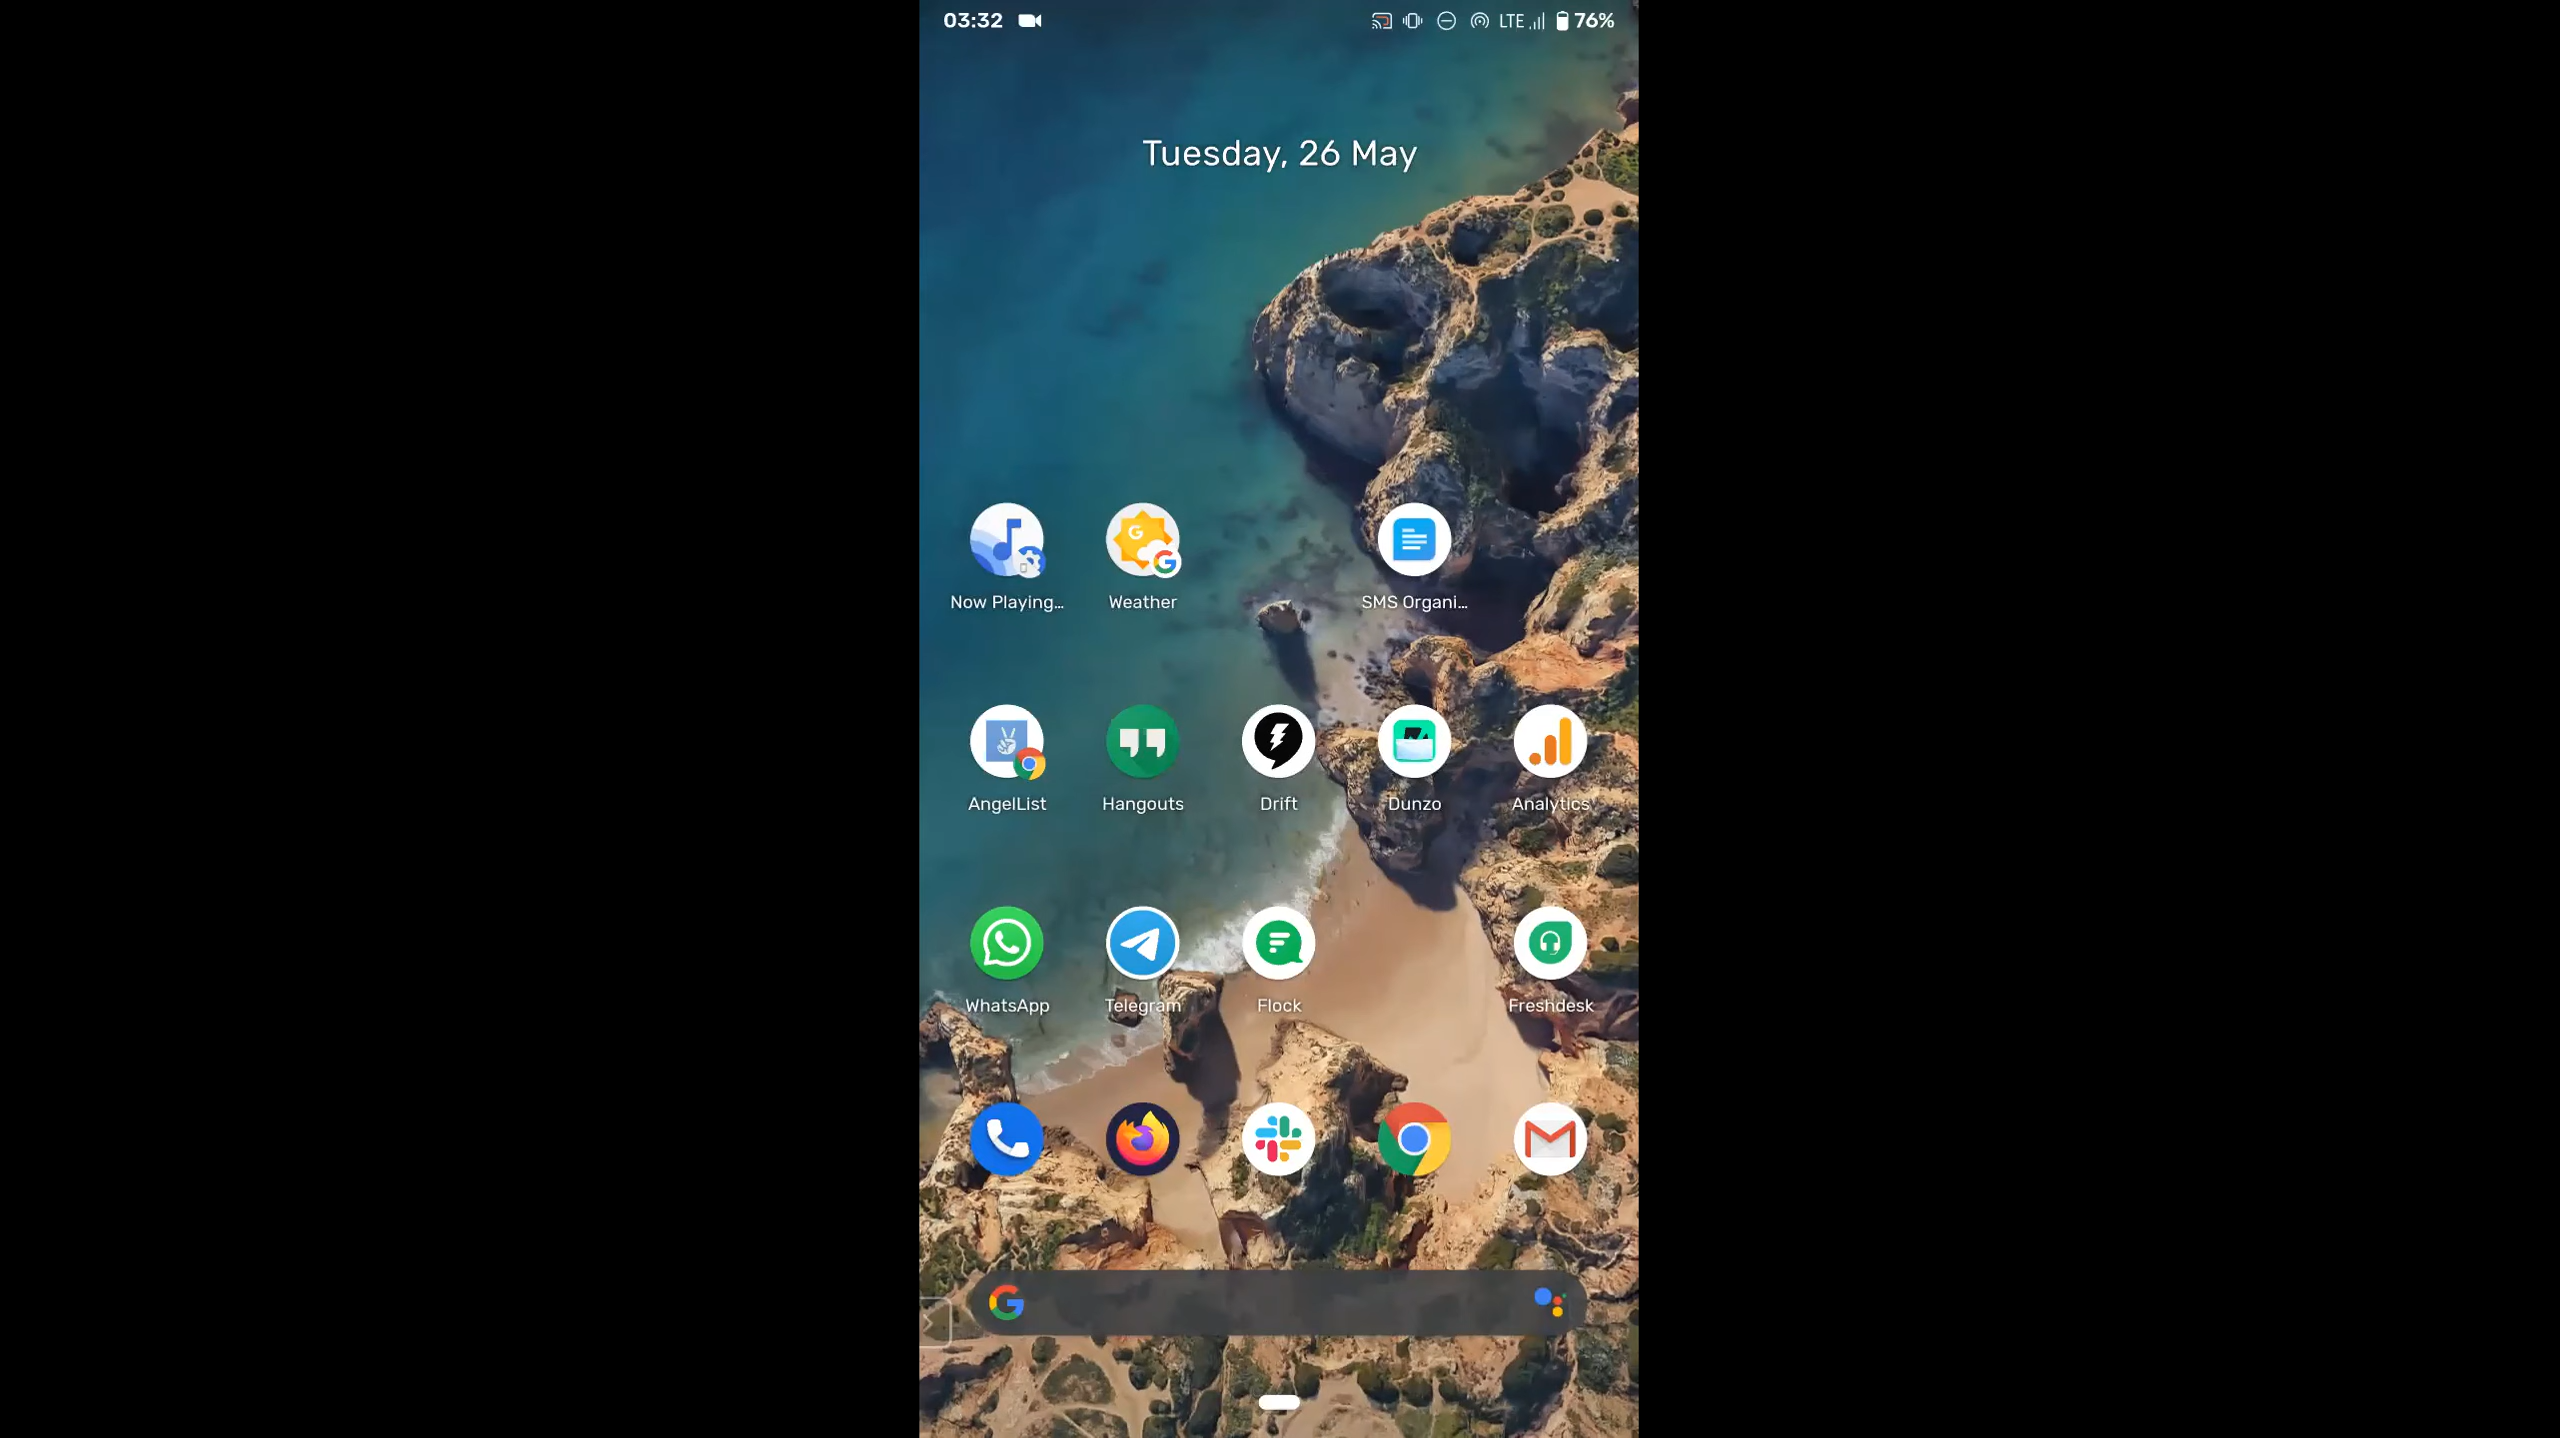 03:32 LTE 76%
Tuesday, 26 May
Now Playing… Weather SMS Organi…
AngelList Hangouts Drift Dunzo Analytics
WhatsApp Telegram Flock Freshdesk